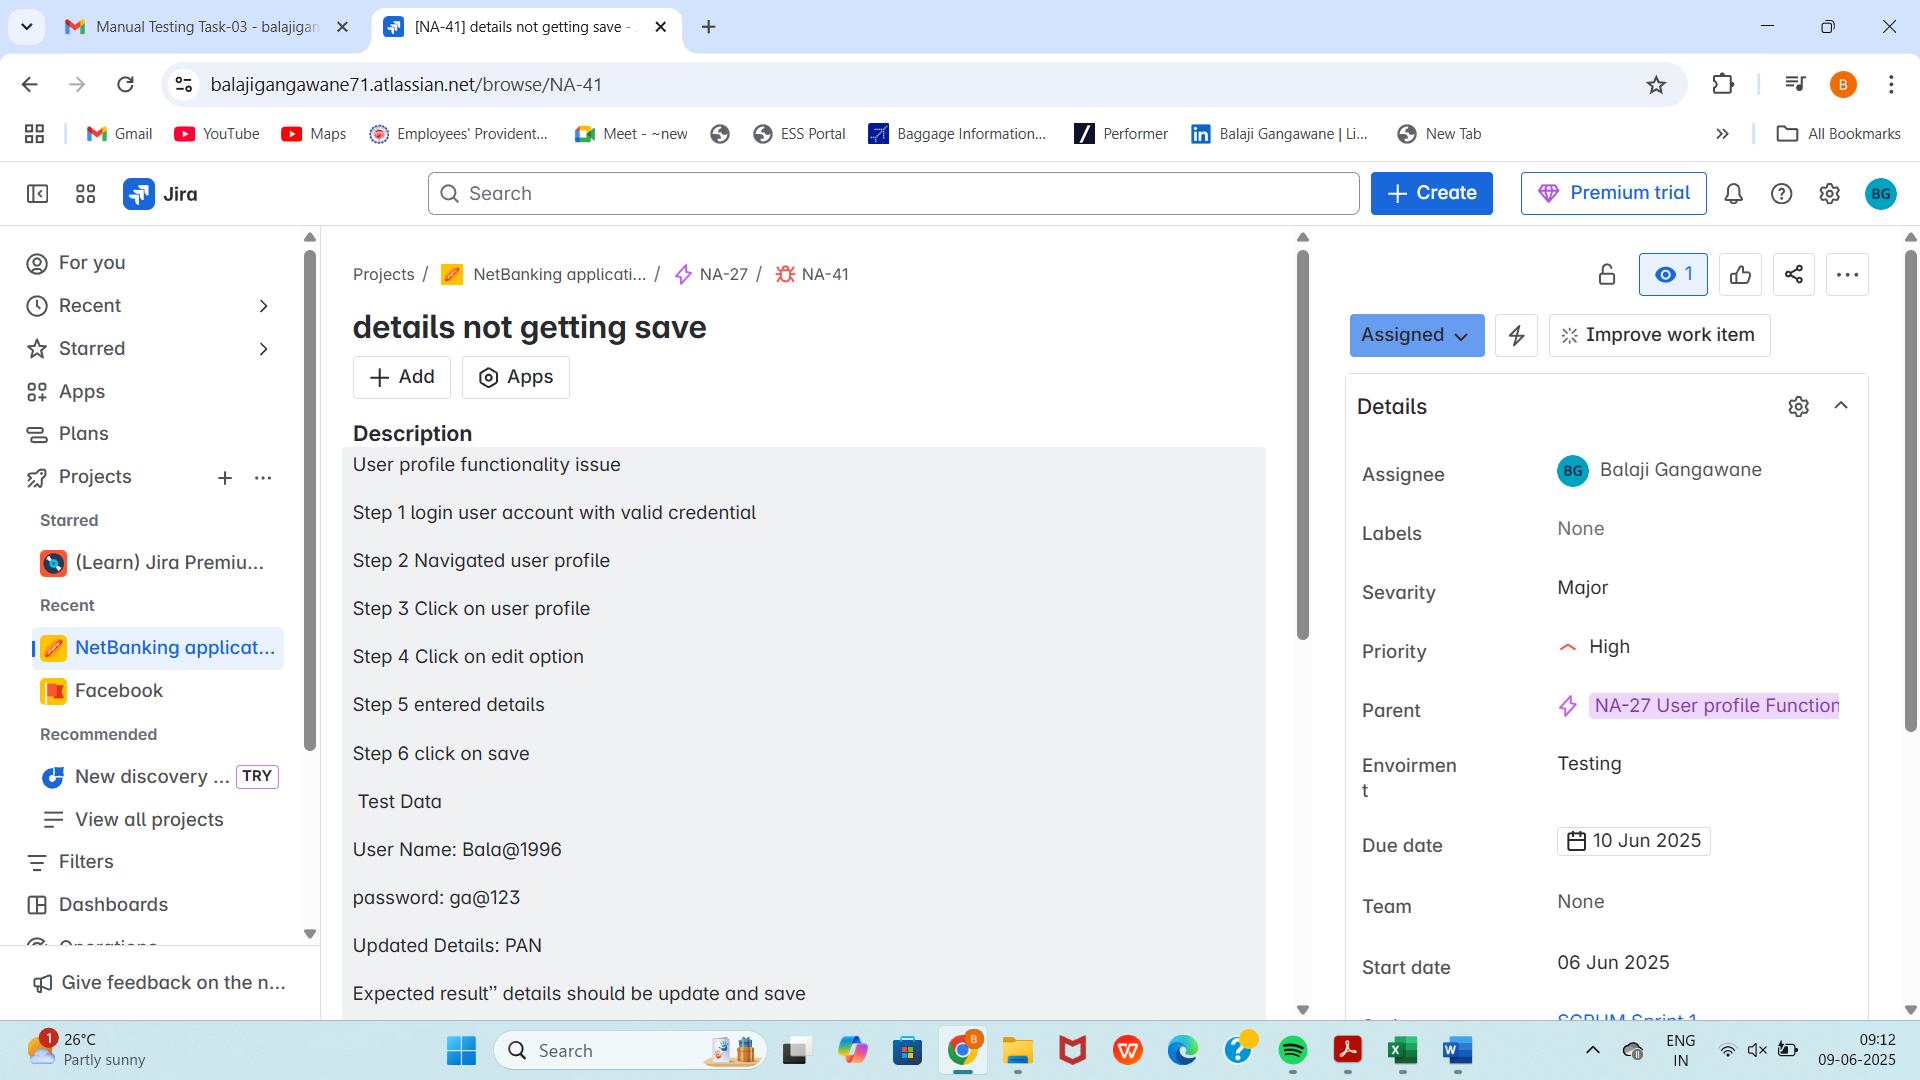 Manual Testing Task-03 - balajigan
[NA-41] details not getting save -
balajigangawane71.atlassian.net/browse/NA-41
B
Gmail
YouTube
Maps
Employees' Provident...
Meet - ~new
ESS Portal
Baggage Information...
Performer
Balaji Gangawane | Li...
New Tab
All Bookmarks
Jira
Search
Create
Premium trial
BG
For you
Recent
Starred
Apps
Plans
Projects
Starred
(Learn) Jira Premiu...
Recent
NetBanking applicat...
Facebook
Recommended
New discovery ... TRY
View all projects
Filters
Dashboards
Operations
Give feedback on the n...
Projects / NetBanking applicati... / NA-27 / NA-41
details not getting save
Add
Apps
Description
User profile functionality issue
Step 1 login user account with valid credential
Step 2 Navigated user profile
Step 3 Click on user profile
Step 4 Click on edit option
Step 5 entered details
Step 6 click on save
Test Data
User Name: Bala@1996
password: ga@123
Updated Details: PAN
Expected result” details should be update and save
1
Assigned
Improve work item
Details
Assignee
BG Balaji Gangawane
Labels
None
Sevarity
Major
Priority
High
Parent
NA-27 User profile Function
Envoirmen
t
Testing
Due date
10 Jun 2025
Team
None
Start date
06 Jun 2025
SCRUM Sprint 1
1
26°C
Partly sunny
Search
B
ENG
IN
09:12
09-06-2025